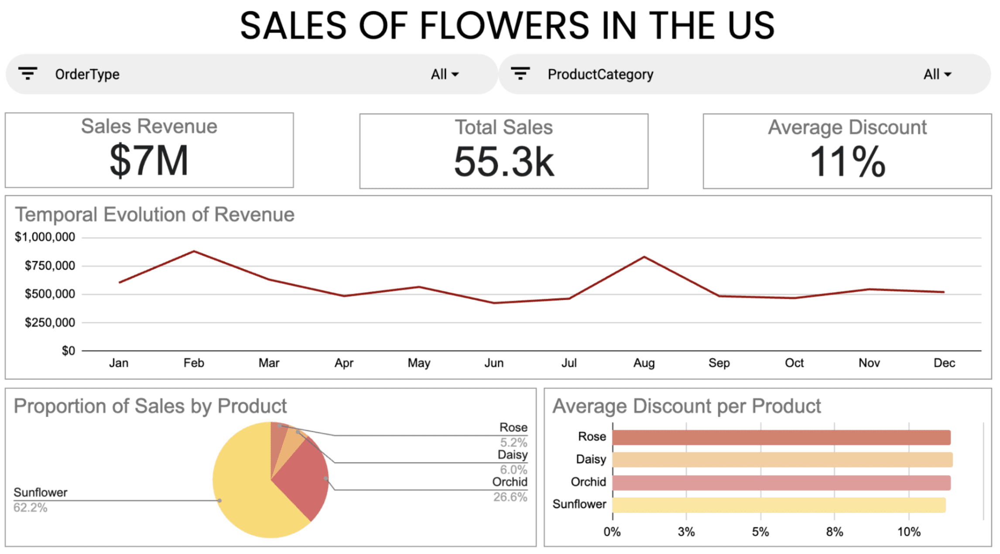 SALES OF FLOWERS IN THE US
OrderType All ProductCategory All
Sales Revenue
$7M
Total Sales
55.3k
Average Discount
11%
Temporal Evolution of Revenue
$1,000,000
$750,000
$500,000
$250,000
$0
Jan Feb Mar Apr May Jun Jul Aug Sep Oct Nov Dec
Proportion of Sales by Product
Rose
5.2%
Daisy
6.0%
Orchid
26.6%
Sunflower
62.2%
Average Discount per Product
Rose
Daisy
Orchid
Sunflower
0% 3% 5% 8% 10%